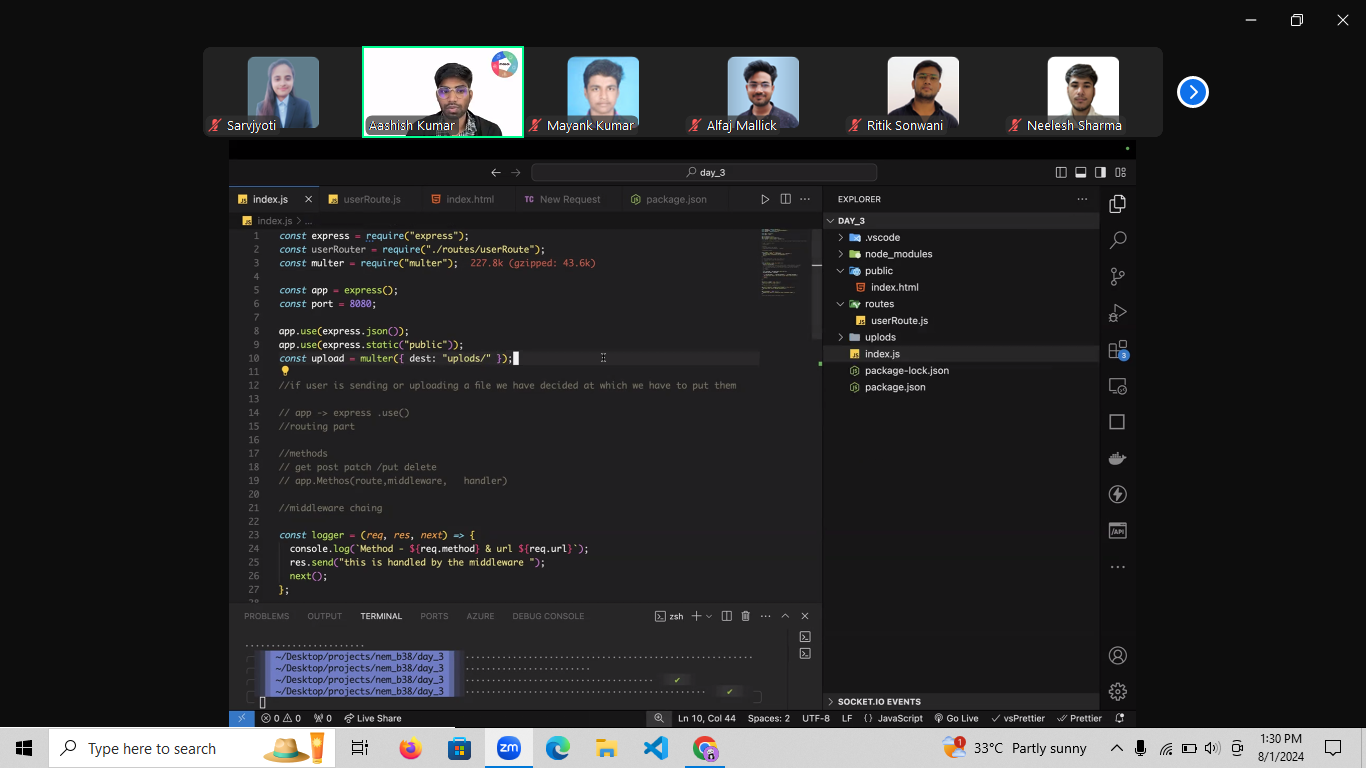 Sarvjyoti
Aashish Kumar
Mayank Kumar
Alfaj Mallick
Ritik Sonwani
Neelesh Sharma
day_3
index.js
userRoute.js
index.html
TC New Request
package.json
index.js > ...
1 const express = require("express");
2 const userRouter = require("./routes/userRoute");
3 const multer = require("multer"); 227.8k (gzipped: 43.6k)
4
5 const app = express();
6 const port = 8080;
7
8 app.use(express.json());
9 app.use(express.static("public"));
10 const upload = multer({ dest: "uplods/" });
11
12 //if user is sending or uploading a file we have decided at which we have to put them
13
14 // app -> express .use()
15 //routing part
16
17 //methods
18 // get post patch /put delete
19 // app.Methos(route,middleware, handler)
20
21 //middleware chaing
22
23 const logger = (req, res, next) => {
24 console.log(`Method - ${req.method} & url ${req.url}`);
25 res.send("this is handled by the middleware ");
26 next();
27 };
28
EXPLORER
DAY_3
.vscode
node_modules
public
index.html
routes
userRoute.js
uplods
index.js
package-lock.json
package.json
SOCKET.IO EVENTS
3
/API
PROBLEMS OUTPUT TERMINAL PORTS AZURE DEBUG CONSOLE
zsh
~/Desktop/projects/nem_b38/day_3
~/Desktop/projects/nem_b38/day_3
~/Desktop/projects/nem_b38/day_3
~/Desktop/projects/nem_b38/day_3
0 0 0 Live Share
Ln 10, Col 44 Spaces: 2 UTF-8 LF { } JavaScript Go Live vsPrettier Prettier
Type here to search
zm
1
33°C Partly sunny
1:30 PM
8/1/2024